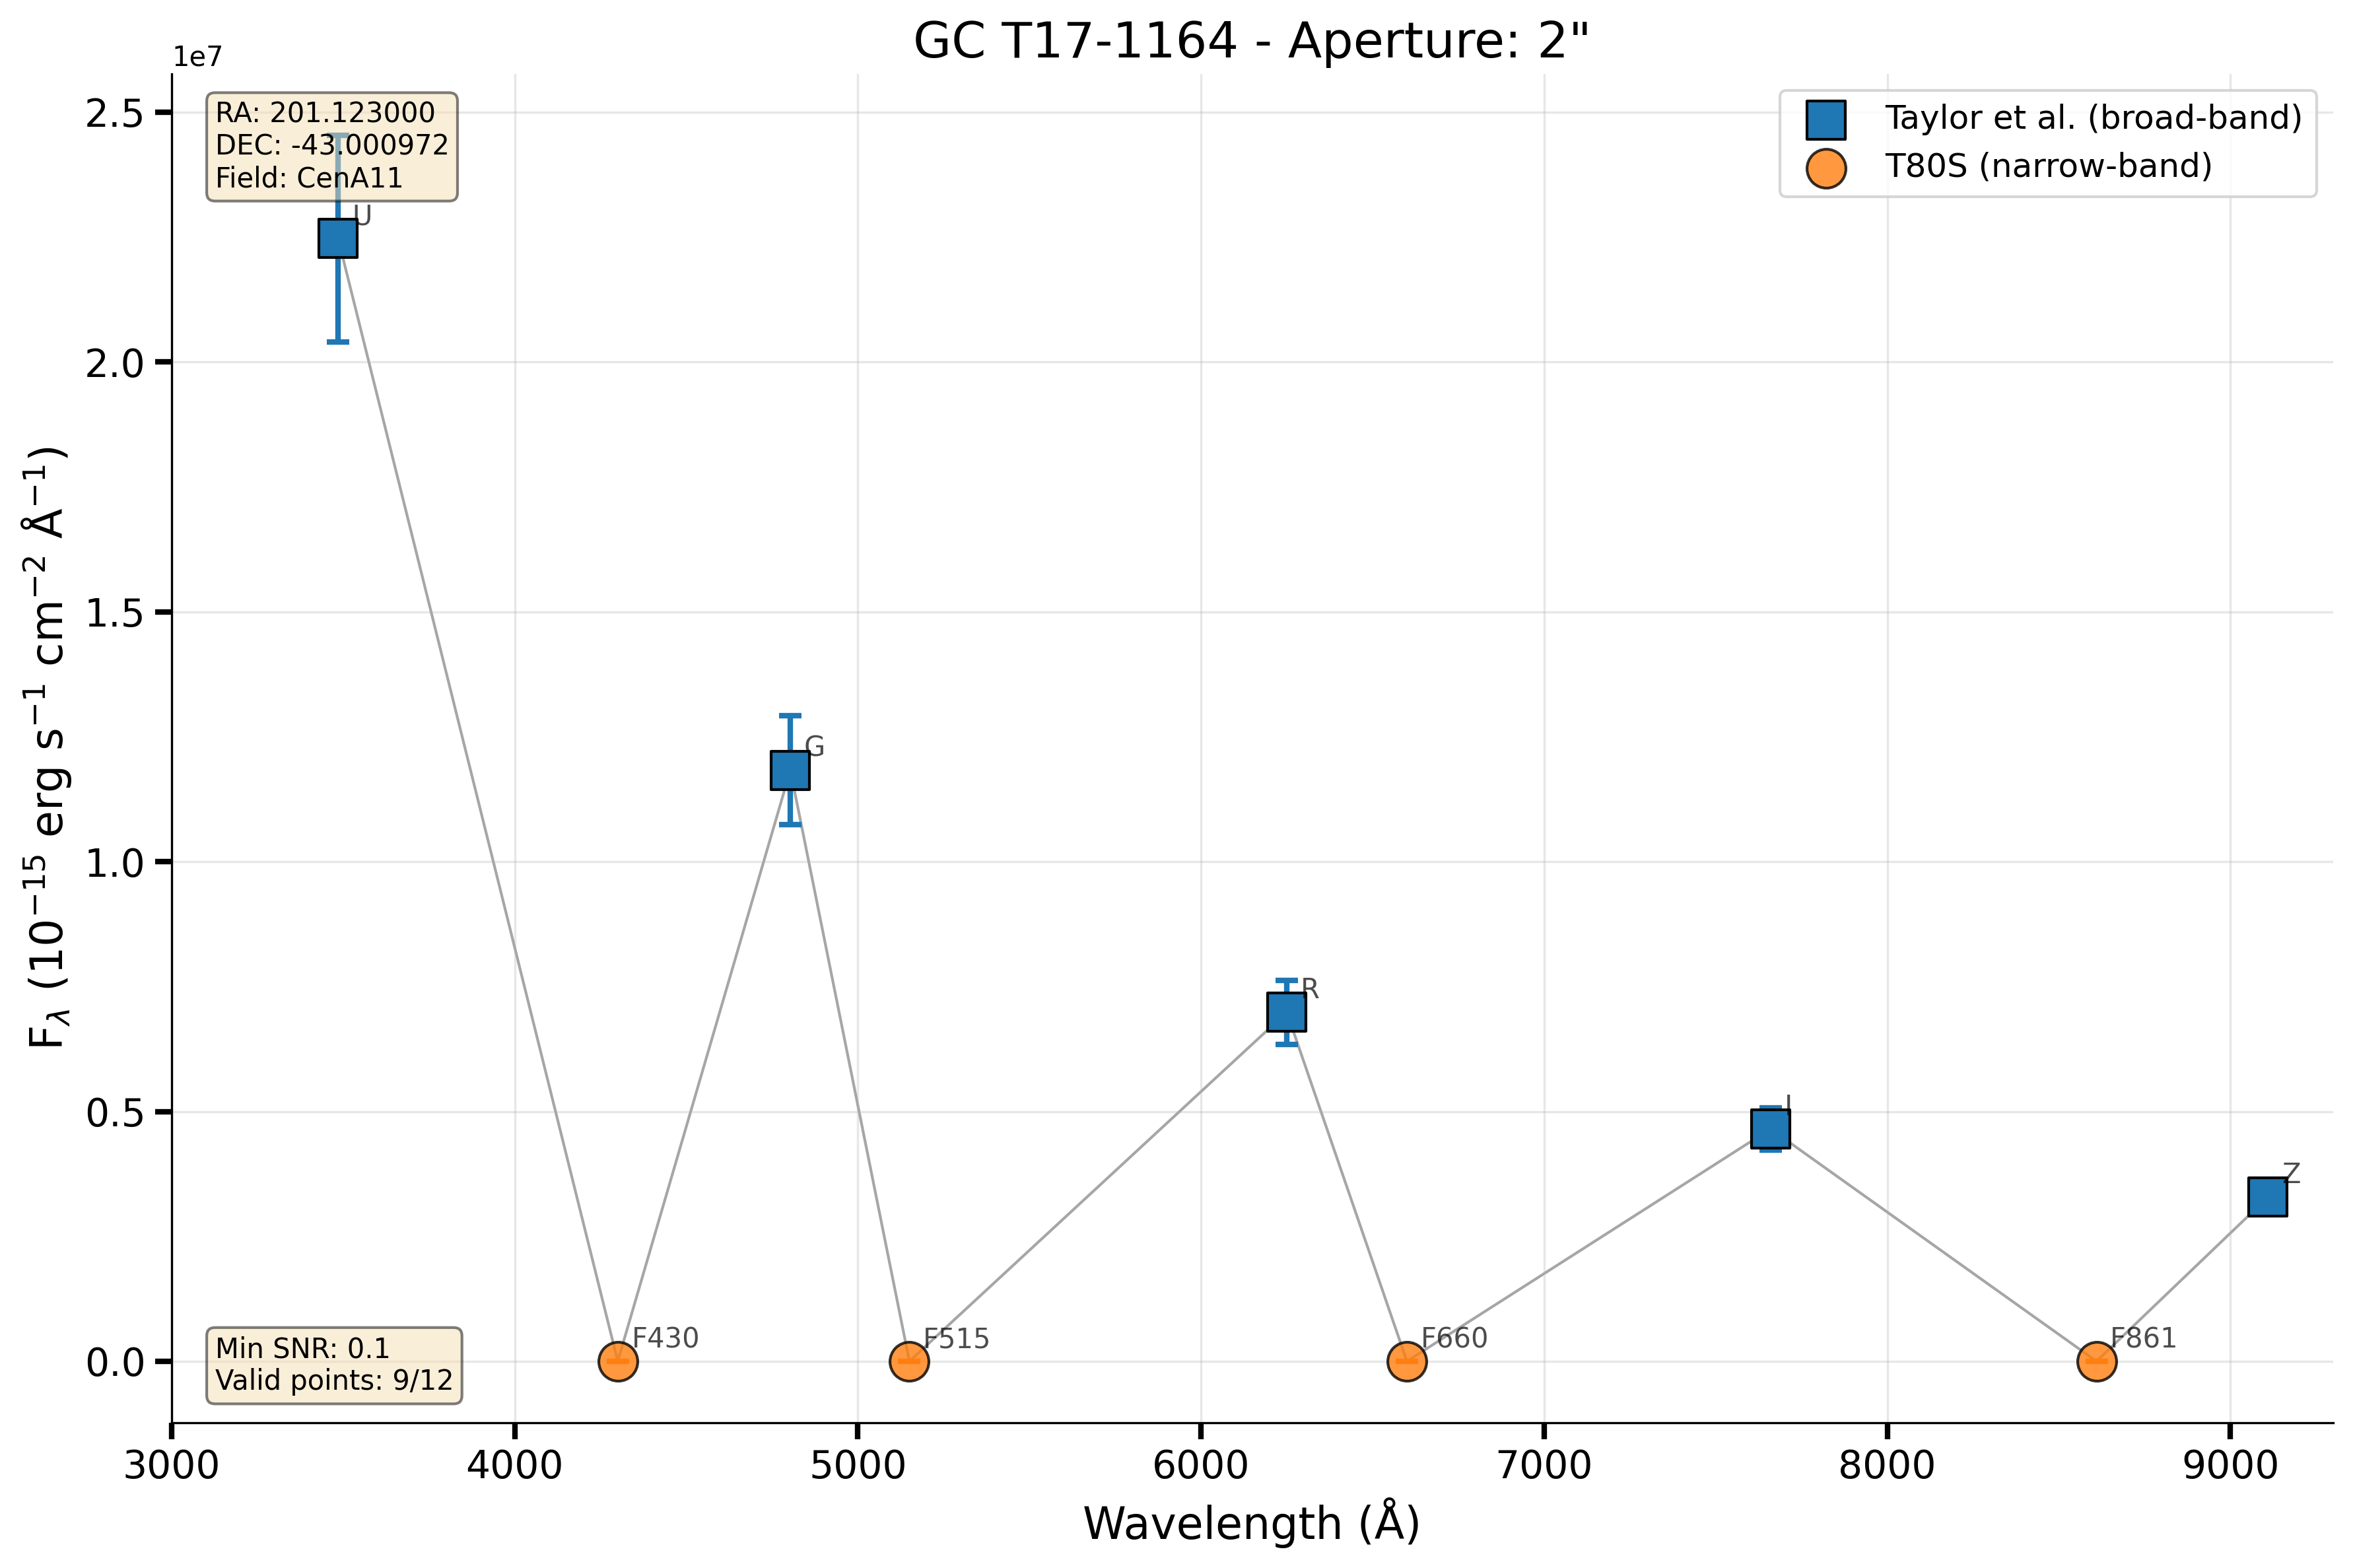 GC T17-1164 - Aperture: 2"
1e7
RA: 201.123000
DEC: -43.000972
Field: CenA11
Taylor et al. (broad-band)
T80S (narrow-band)
2.5
2.0
1.5
1.0
0.5
0.0
F_λ (10⁻¹⁵ erg s⁻¹ cm⁻² Å⁻¹)
U
G
R
I
Z
F430
F515
F660
F861
Min SNR: 0.1
Valid points: 9/12
3000 4000 5000 6000 7000 8000 9000
Wavelength (Å)